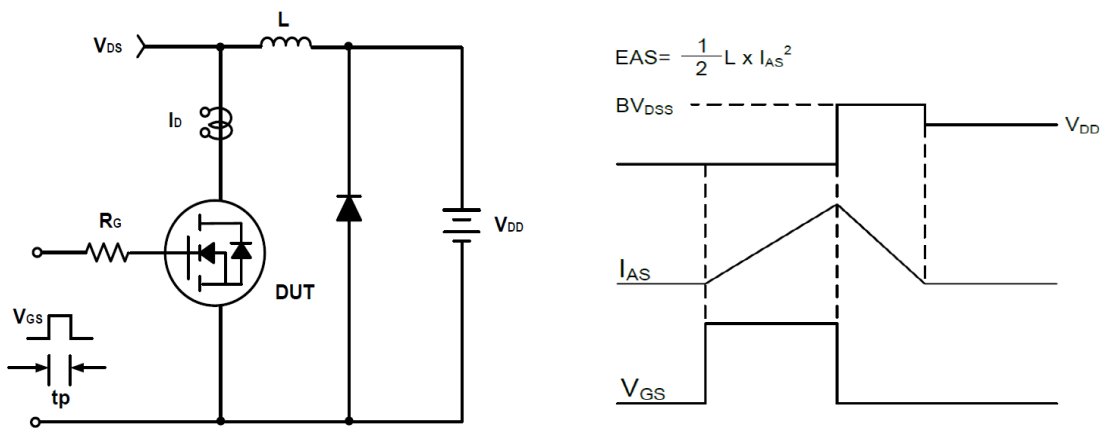 L
VDS
ID
RG
VDD
DUT
VGS
tp
EAS= 1/2 L x IAS²
BVDSS
VDD
IAS
VGS